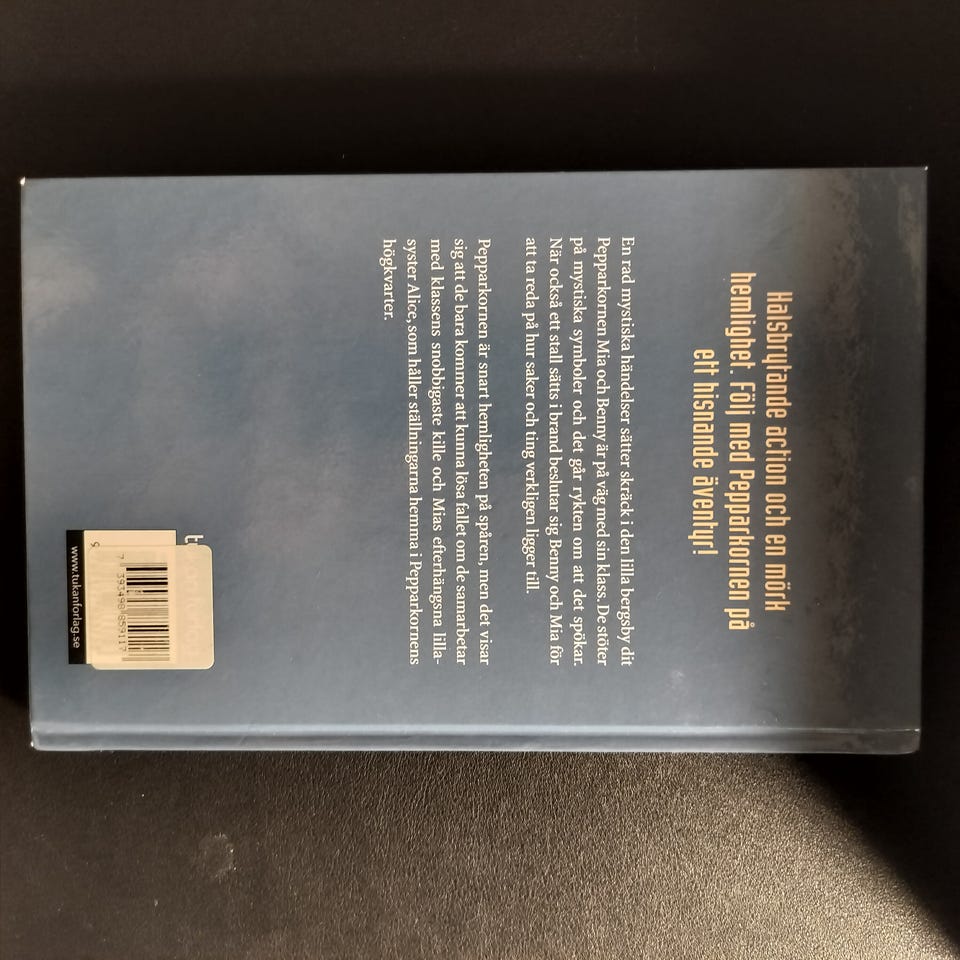 Halsbrytande action och en mörk
hemlighet. Följ med Pepparkornen på
ett hisnande äventyr!
En rad mystiska händelser sätter skräck i den lilla bergsby dit
Pepparkornen Mia och Benny är på väg med sin klass. De stöter
på mystiska symboler och det går rykten om att det spökar.
När också ett stall sätts i brand beslutar sig Benny och Mia för
att ta reda på hur saker och ting verkligen ligger till.
Pepparkornen är snart hemligheten på spåren, men det visar
sig att de bara kommer att kunna lösa fallet om de samarbetar
med klassens snobbigaste kille och Mias efterhängsna lilla-
syster Alice, som håller ställningarna hemma i Pepparkornens
högkvarter.
7 393498 859117
9
www.tukanforlag.se